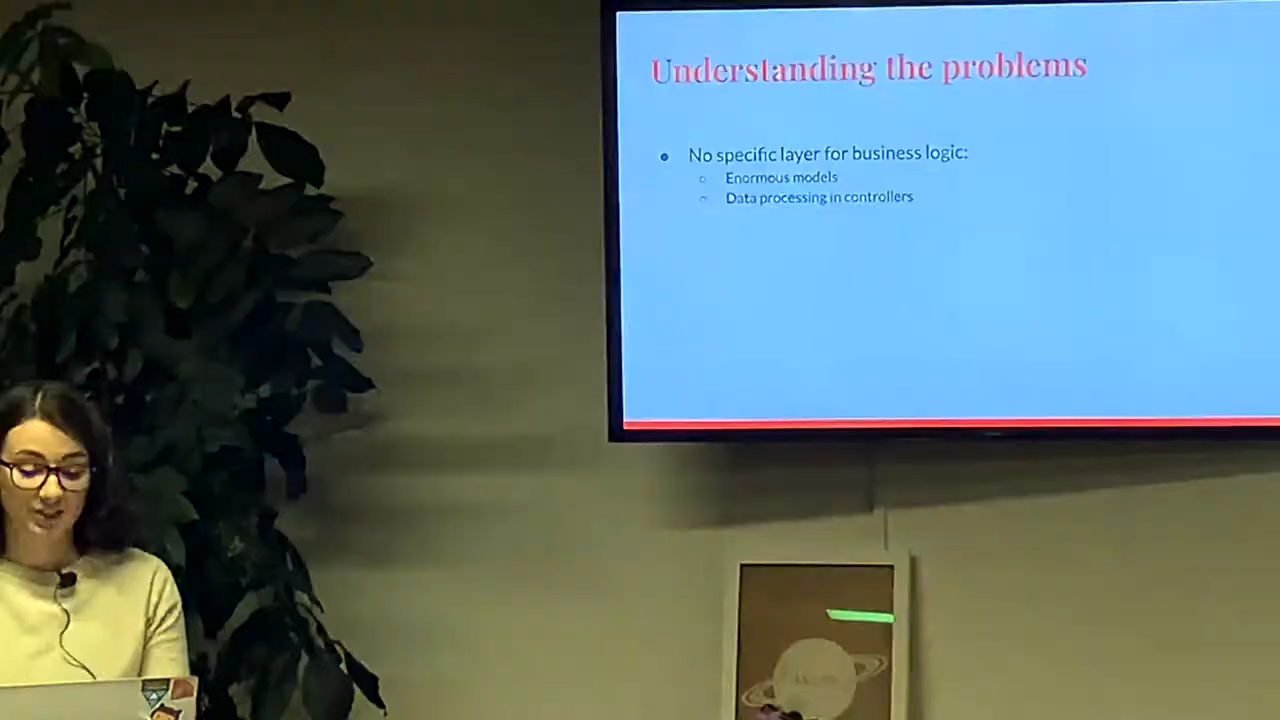 Understanding the problems
No specific layer for business logic:
Enormous models
Data processing in controllers